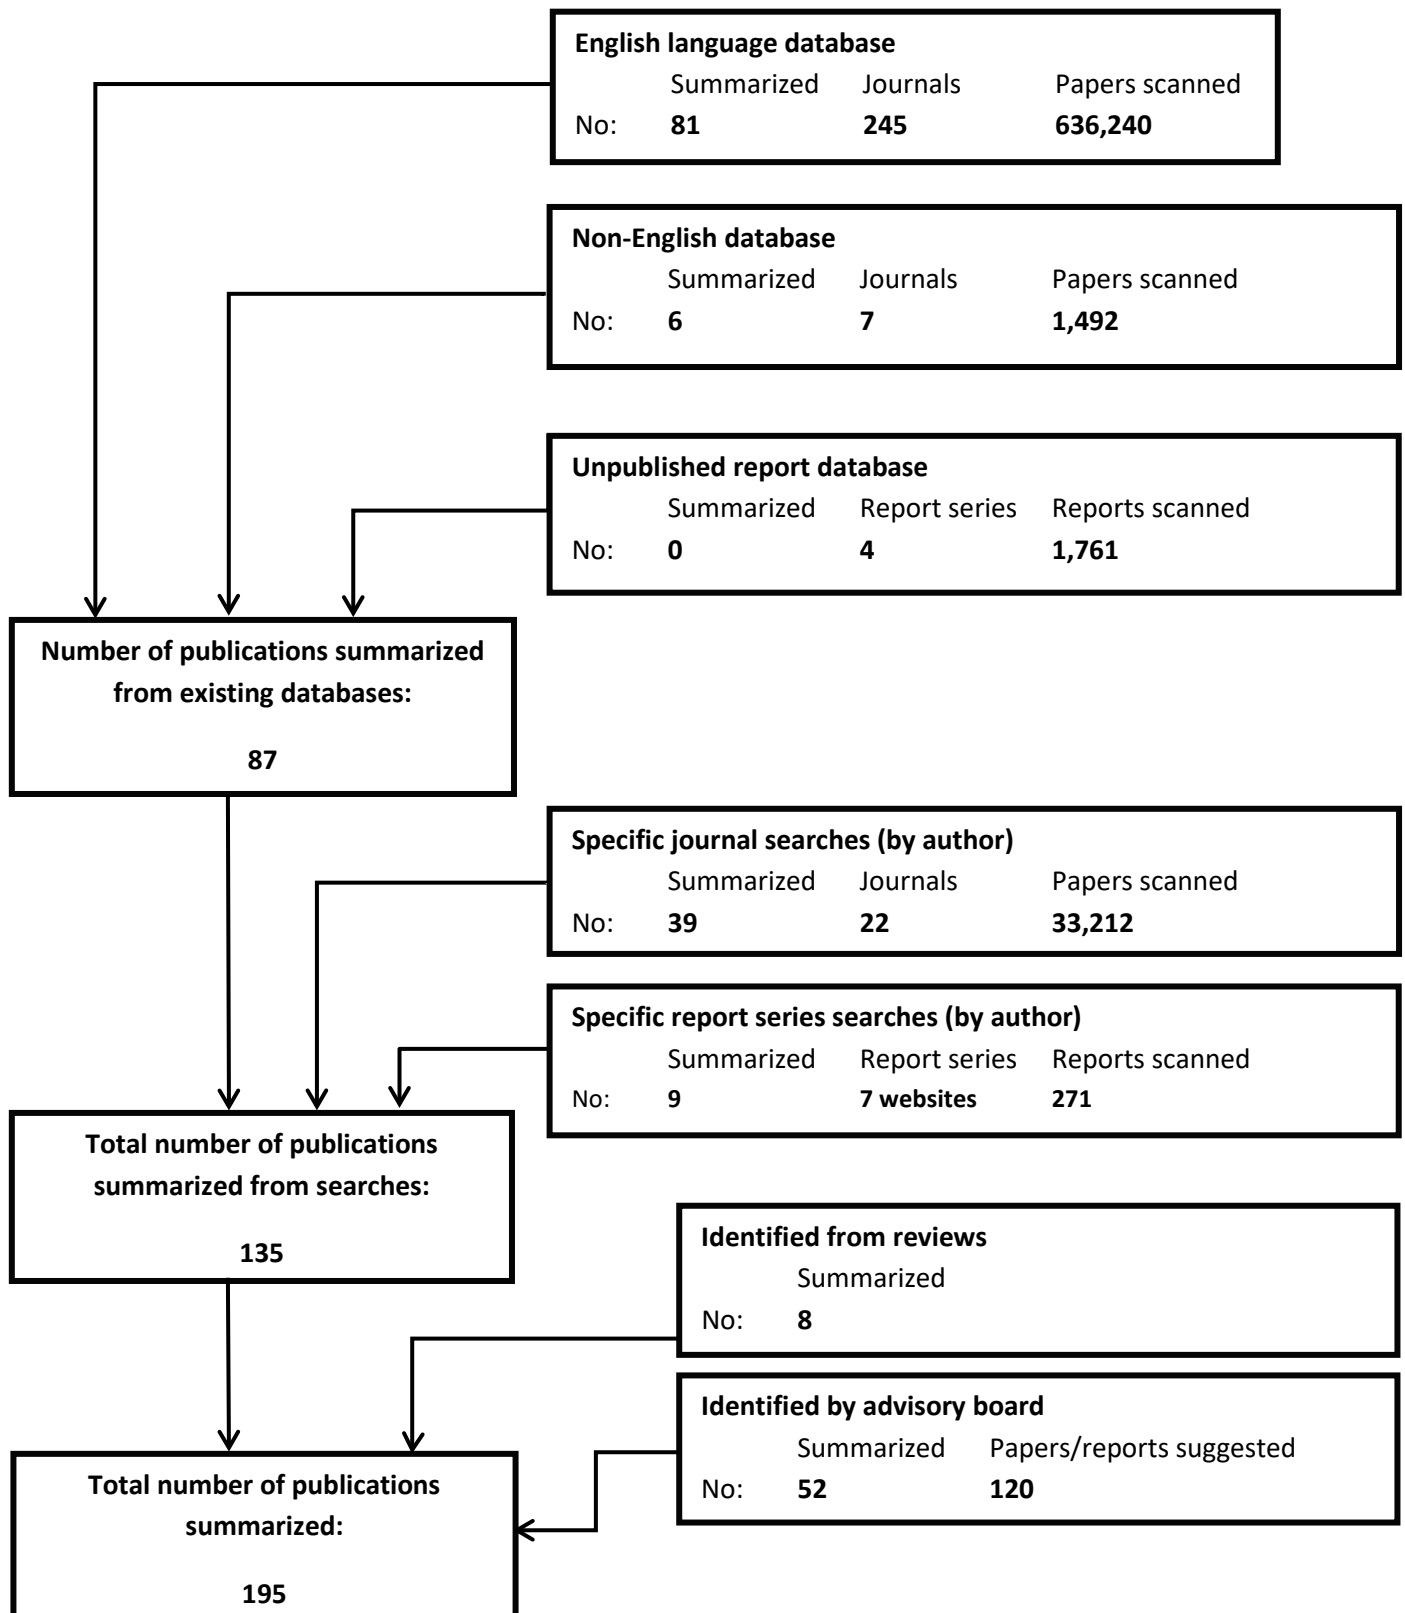 English language database
Summarized Journals Papers scanned
No: 81 245 636,240
Non-English database
Summarized Journals Papers scanned
No: 6 7 1,492
Unpublished report database
Summarized Report series Reports scanned
No: 0 4 1,761
Number of publications summarized
from existing databases:
87
Specific journal searches (by author)
Summarized Journals Papers scanned
No: 39 22 33,212
Specific report series searches (by author)
Summarized Report series Reports scanned
No: 9 7 websites 271
Total number of publications
summarized from searches:
135
Identified from reviews
Summarized
No: 8
Identified by advisory board
Summarized Papers/reports suggested
No: 52 120
Total number of publications
summarized:
195